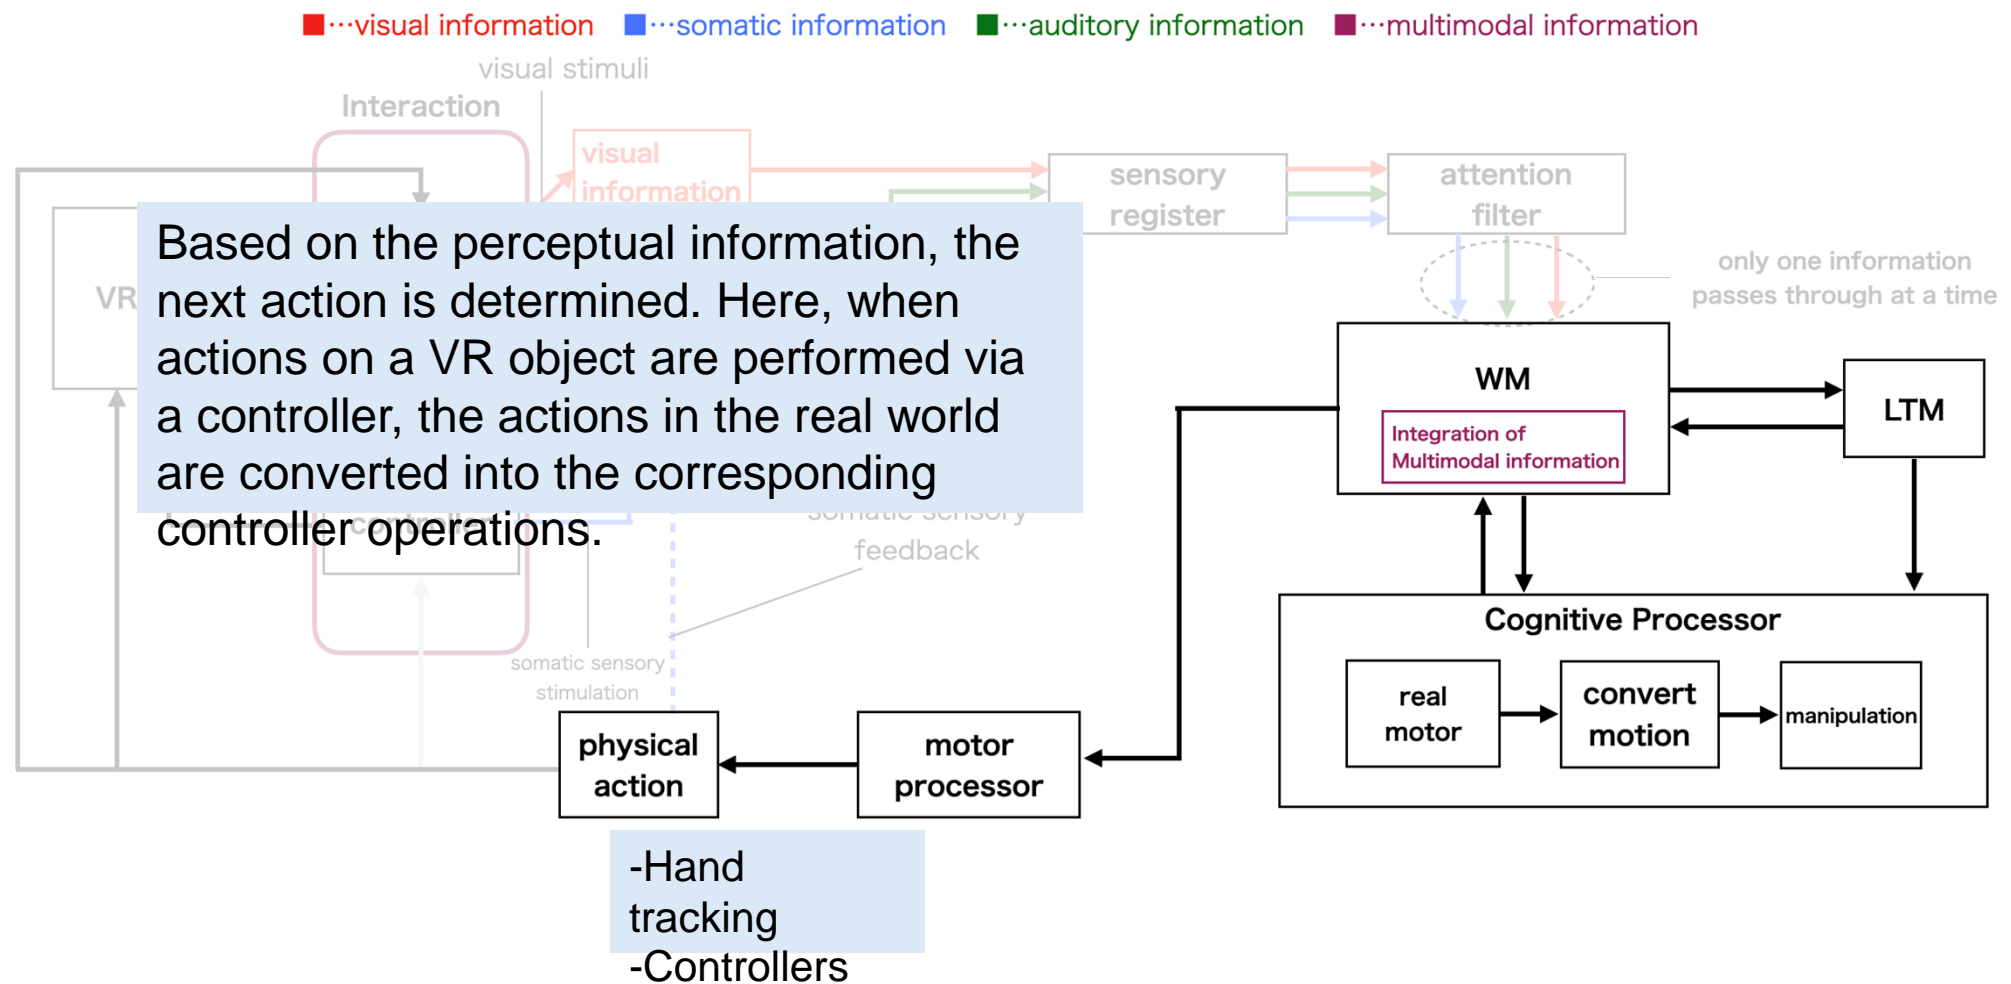 ■…visual information ■…somatic information ■…auditory information ■…multimodal information
visual stimuli
Interaction
visual
information
sensory
register
attention
filter
only one information
passes through at a time
VR
Based on the perceptual information, the
next action is determined. Here, when
actions on a VR object are performed via
a controller, the actions in the real world
are converted into the corresponding
controller operations.
controller
somatic sensory
feedback
WM
Integration of
Multimodal information
LTM
Cognitive Processor
real
motor
convert
motion
manipulation
somatic sensory
stimulation
physical
action
motor
processor
-Hand
tracking
-Controllers